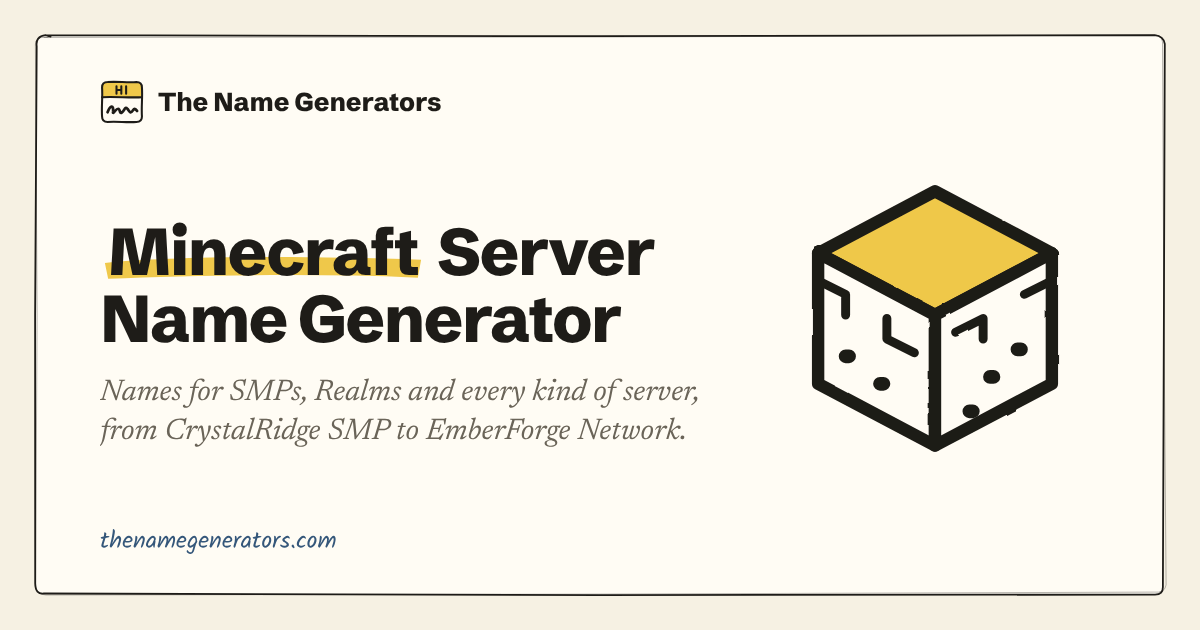 HI
The Name Generators
Minecraft Server
Name Generator
Names for SMPs, Realms and every kind of server,
from CrystalRidge SMP to EmberForge Network.
thenamegenerators.com